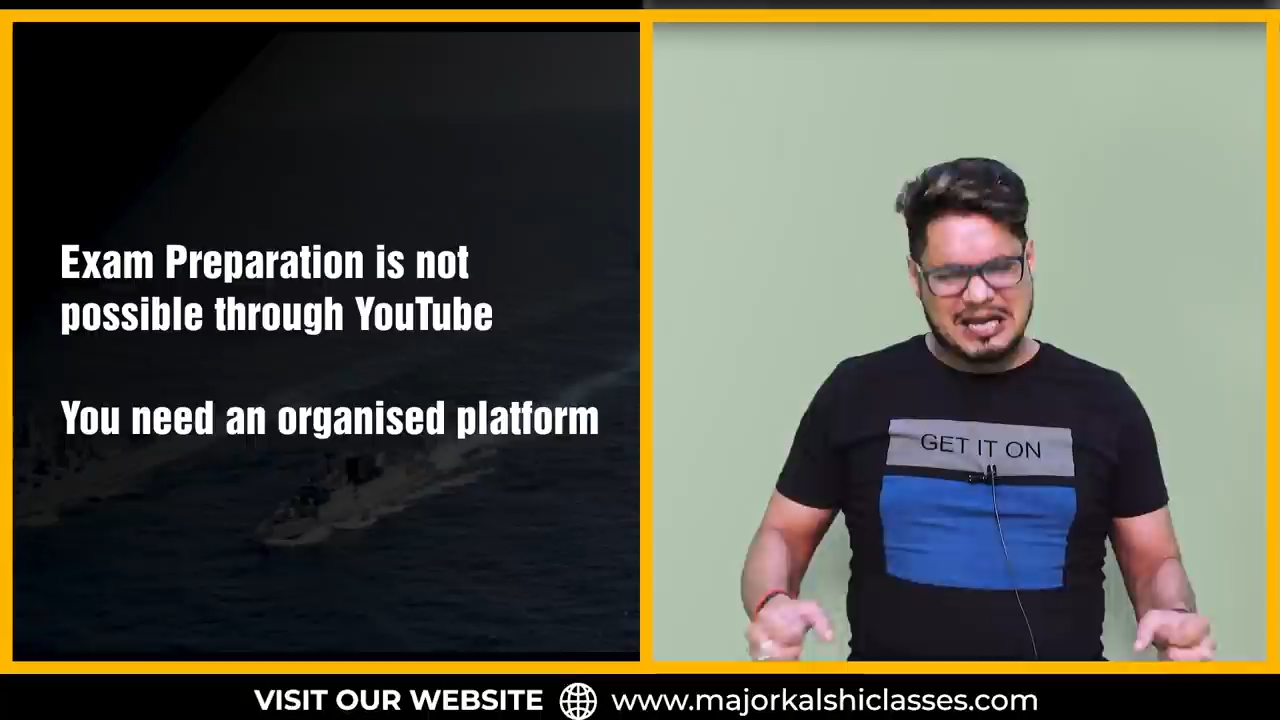 Exam Preparation is not
possible through YouTube
You need an organised platform
GET IT ON
VISIT OUR WEBSITE www.majorkalshiclasses.com